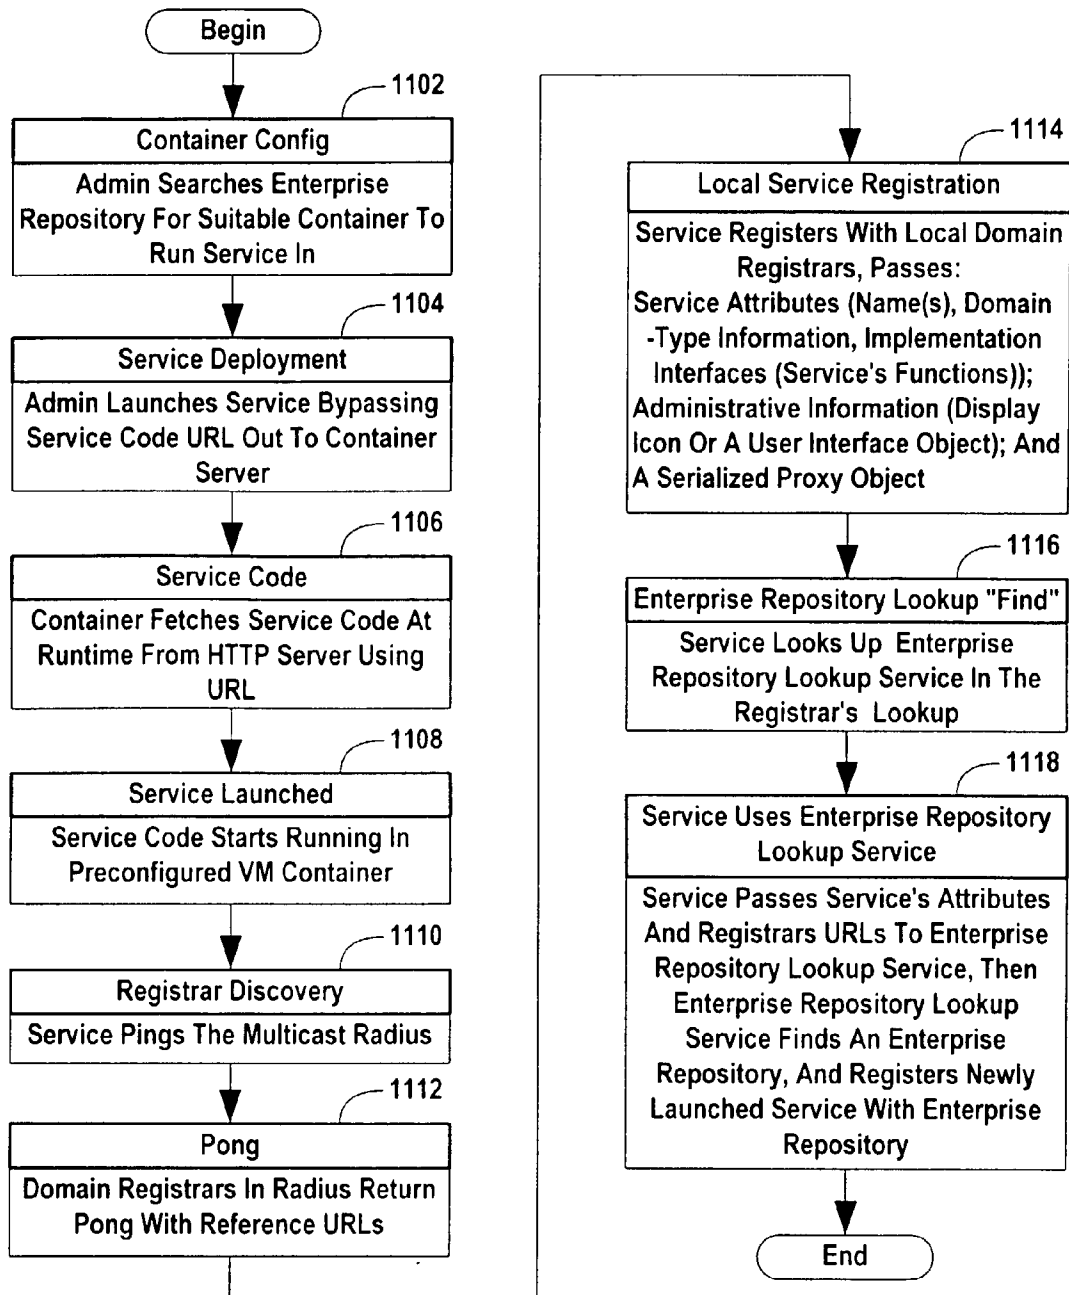 Begin
1102
Container Config
Admin Searches Enterprise
Repository For Suitable Container To
Run Service In
1104
Service Deployment
Admin Launches Service Bypassing
Service Code URL Out To Container
Server
1106
Service Code
Container Fetches Service Code At
Runtime From HTTP Server Using
URL
1108
Service Launched
Service Code Starts Running In
Preconfigured VM Container
1110
Registrar Discovery
Service Pings The Multicast Radius
1112
Pong
Domain Registrars In Radius Return
Pong With Reference URLs
1114
Local Service Registration
Service Registers With Local Domain
Registrars, Passes:
Service Attributes (Name(s), Domain
-Type Information, Implementation
Interfaces (Service's Functions));
Administrative Information (Display
Icon Or A User Interface Object); And
A Serialized Proxy Object
1116
Enterprise Repository Lookup "Find"
Service Looks Up Enterprise
Repository Lookup Service In The
Registrar's Lookup
1118
Service Uses Enterprise Repository
Lookup Service
Service Passes Service's Attributes
And Registrars URLs To Enterprise
Repository Lookup Service, Then
Enterprise Repository Lookup
Service Finds An Enterprise
Repository, And Registers Newly
Launched Service With Enterprise
Repository
End